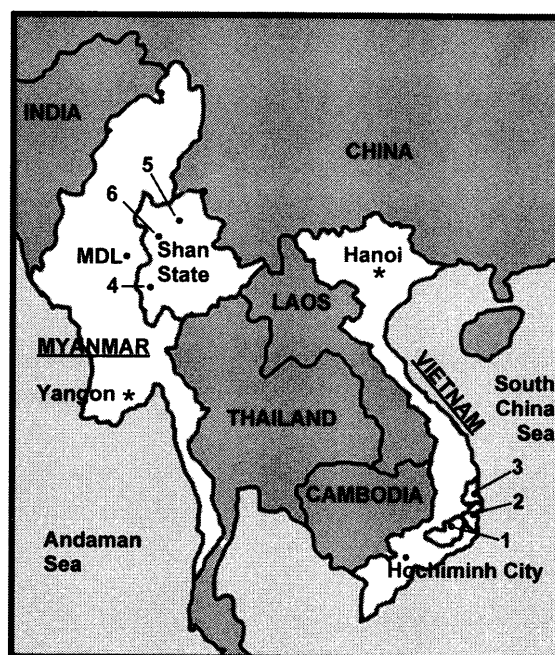 INDIA
CHINA
5
6
MDL
Shan
State
4
Hanoi
LAOS
MYANMAR
Yangon
VIETNAM
South
China
Sea
THAILAND
3
CAMBODIA
2
1
Andaman
Sea
Hochiminh City